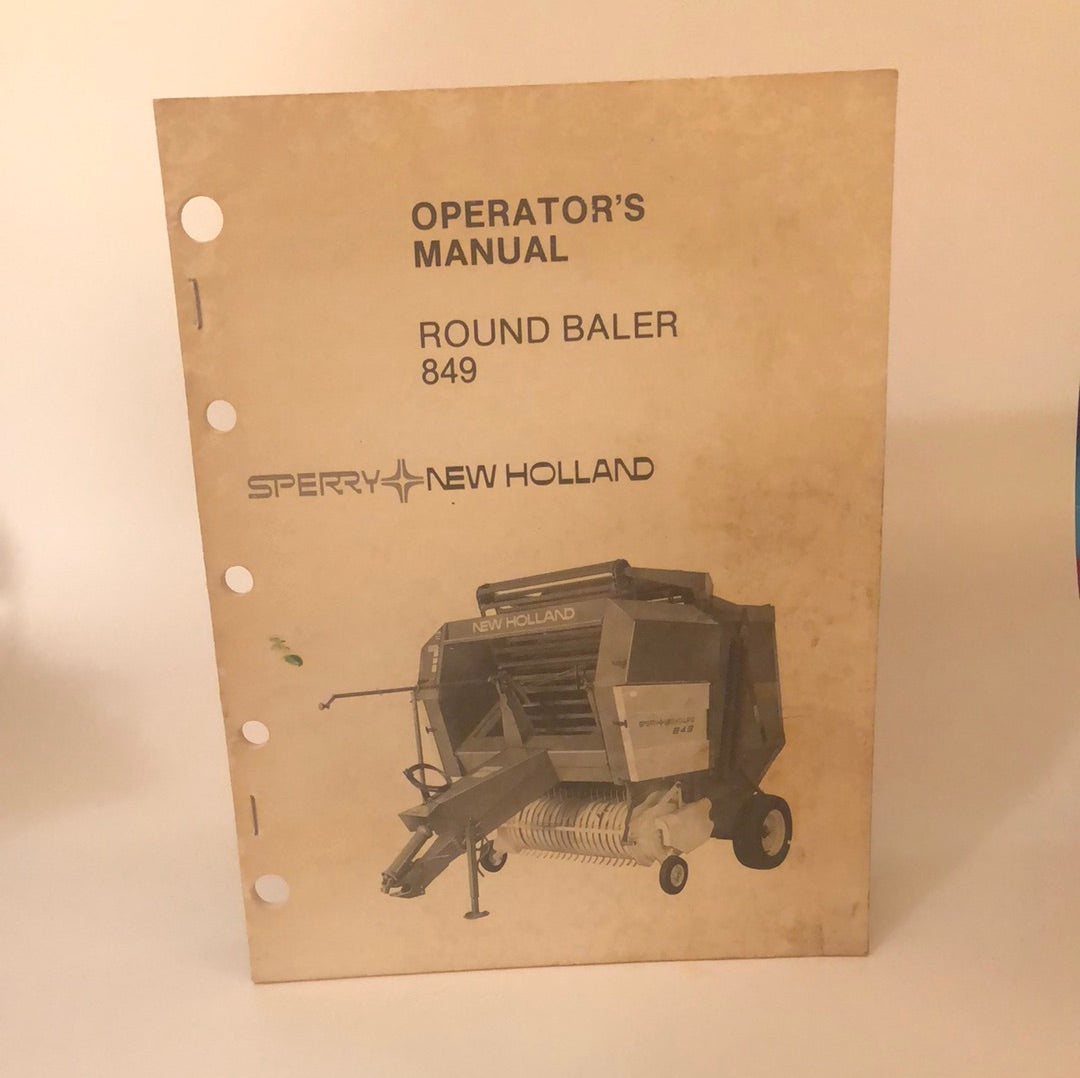 OPERATOR'S
MANUAL
ROUND BALER
849
SPERRY NEW HOLLAND
NEW HOLLAND
849